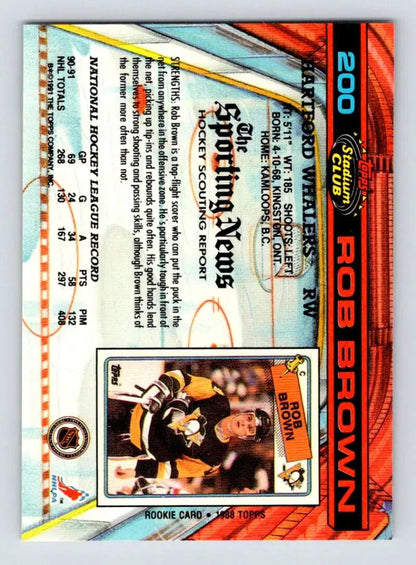 200
TOPPS
Stadium
CLUB
ROB BROWN
HARTFORD WHALERS RW
HT: 5'11" WT: 185 SHOOTS: LEFT
BORN: 4-10-68, KINGSTON, ONT.
HOME: KAMLOOPS, B.C.
The
Sporting News
HOCKEY SCOUTING REPORT
STRENGTHS: Rob Brown is a top-flight scorer who can put the puck in the
net from anywhere in the offensive zone. He's particularly tough in front of
the net, picking up tip-ins and rebounds quite often. His good hands lend
themselves to strong shooting and passing skills, although Brown thinks of
the former more often than not.
NATIONAL HOCKEY LEAGUE RECORD
GP G A PTS PIM
90-91 69 24 34 58 132
NHL TOTALS 268 130 167 297 408
©1991 THE TOPPS COMPANY, INC.
C
ROB
BROWN
TOPPS
ROOKIE CARD • 1988 TOPPS
NHL
NHLPA
TM